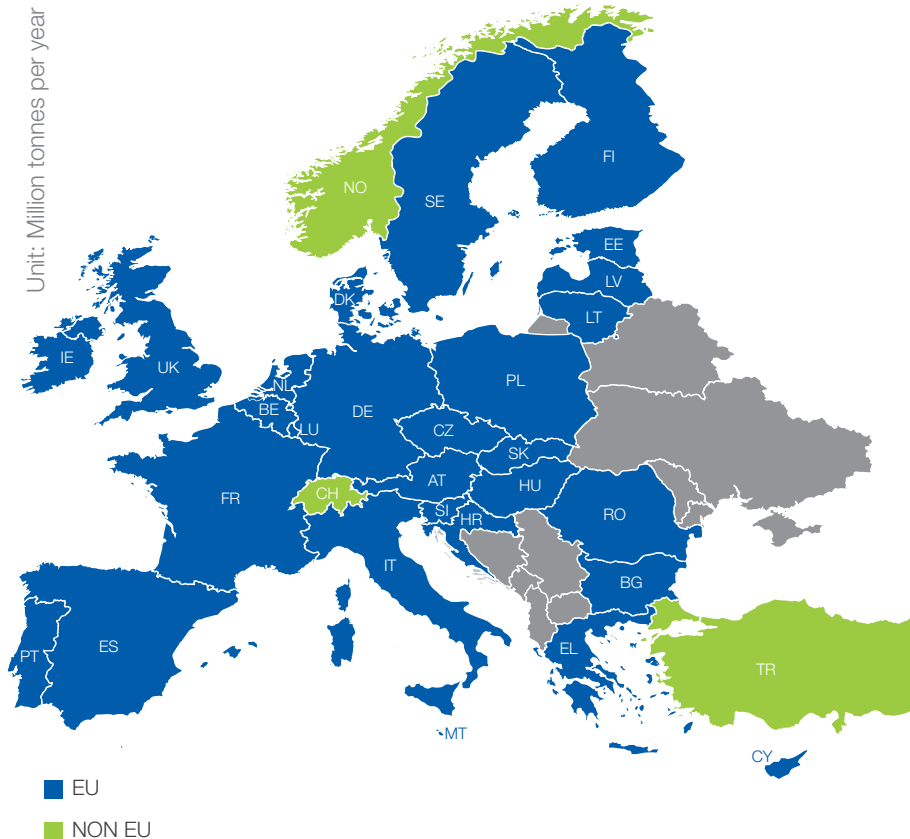 Unit: Million tonnes per year
NO
SE
FI
EE
LV
LT
DK
IE
UK
NL
BE
LU
DE
PL
CZ
SK
AT
HU
FR
CH
SI
HR
RO
IT
BG
PT
ES
EL
TR
MT
CY
EU
NON EU